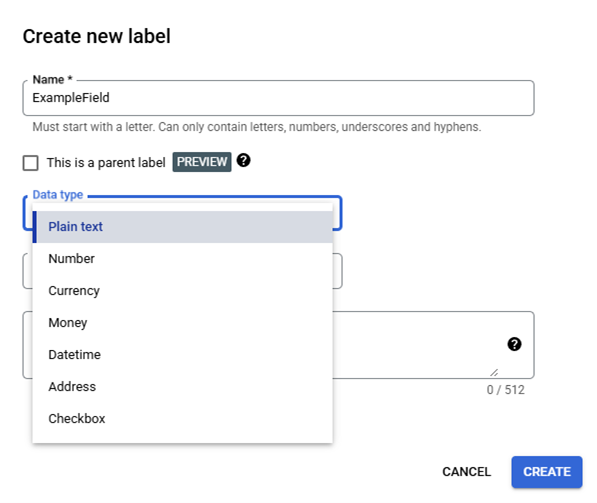 Create new label
Name *
ExampleField
Must start with a letter. Can only contain letters, numbers, underscores and hyphens.
This is a parent label PREVIEW ?
Data type
Plain text
Number
Currency
Money
Datetime
Address
Checkbox
?
0 / 512
CANCEL CREATE